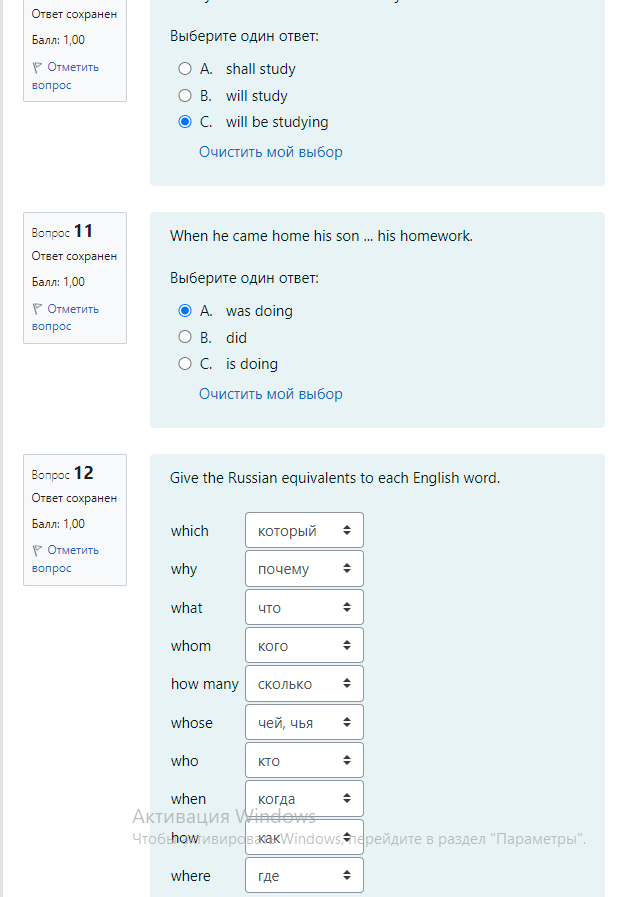 Ответ сохранен
Балл: 1,00
Отметить
вопрос
Выберите один ответ:
A. shall study
B. will study
C. will be studying
Очистить мой выбор
Вопрос 11
Ответ сохранен
Балл: 1,00
Отметить
вопрос
When he came home his son ... his homework.
Выберите один ответ:
A. was doing
B. did
C. is doing
Очистить мой выбор
Вопрос 12
Ответ сохранен
Балл: 1,00
Отметить
вопрос
Give the Russian equivalents to each English word.
which который
why почему
what что
whom кого
how many сколько
whose чей, чья
who кто
when когда
how как
where где
Активация Windows
Чтобы активировать Windows, перейдите в раздел "Параметры".